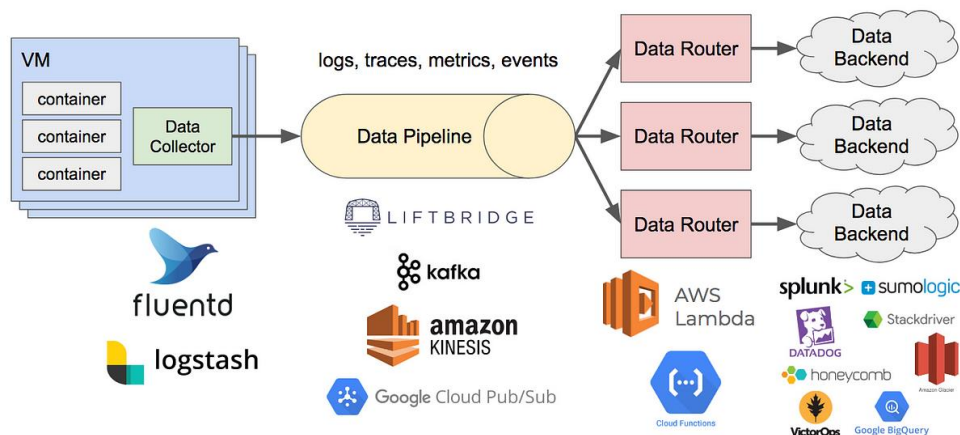 VM
container
container
container
Data
Collector
logs, traces, metrics, events
Data Pipeline
Data Router
Data Router
Data Router
Data
Backend
Data
Backend
Data
Backend
fluentd
logstash
LIFTBRIDGE
kafka
amazon
KINESIS
Google Cloud Pub/Sub
AWS
Lambda
Cloud Functions
splunk>
sumologic
DATADOG
Stackdriver
honeycomb
Amazon Glacier
VictorOps
Google BigQuery